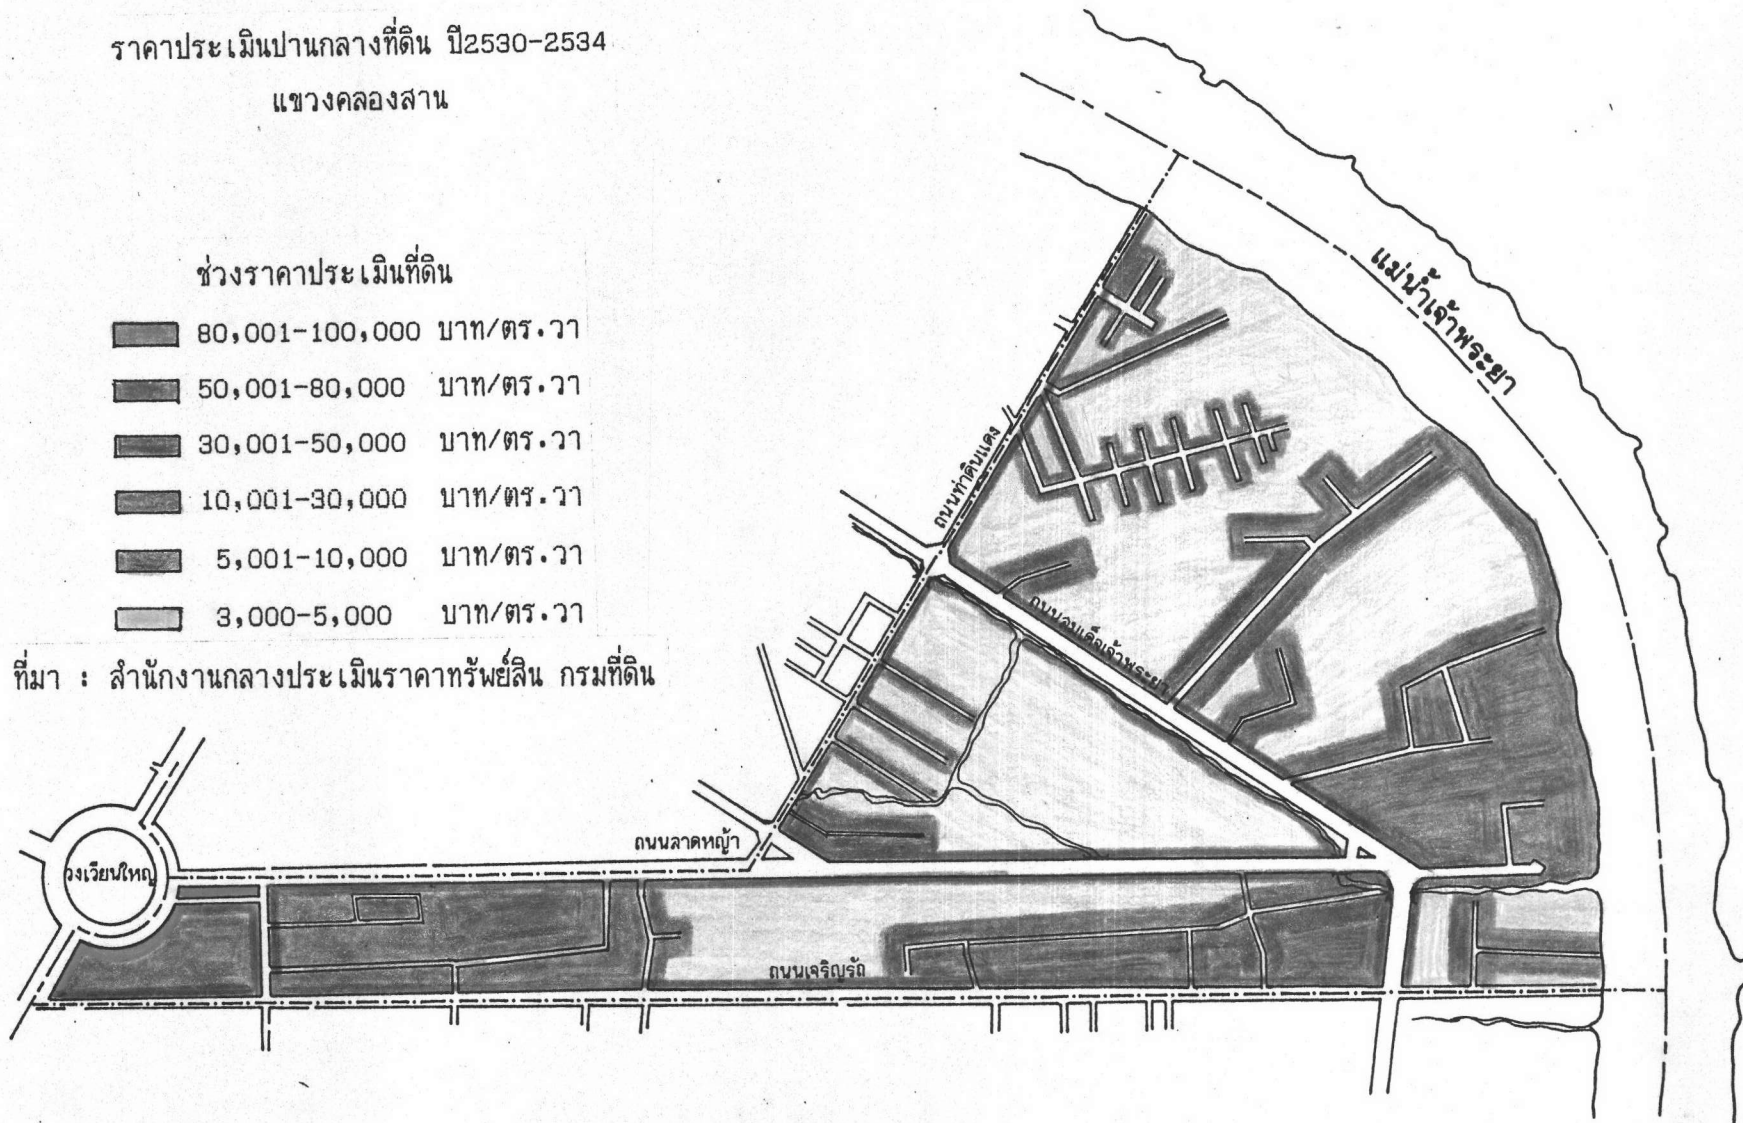 ราคาประเมินปานกลางที่ดิน ปี2530-2534
แขวงคลองสาน
ช่วงราคาประเมินที่ดิน
80,001-100,000 บาท/ตร.วา
50,001-80,000 บาท/ตร.วา
30,001-50,000 บาท/ตร.วา
10,001-30,000 บาท/ตร.วา
5,001-10,000 บาท/ตร.วา
3,000-5,000 บาท/ตร.วา
ที่มา : สำนักงานกลางประเมินราคาทรัพย์สิน กรมที่ดิน
แม่น้ำเจ้าพระยา
ถนนท่าดินแดง
ถนนสมเด็จเจ้าพระยา
ถนนลาดหญ้า
วงเวียนใหญ่
ถนนเจริญรัถ